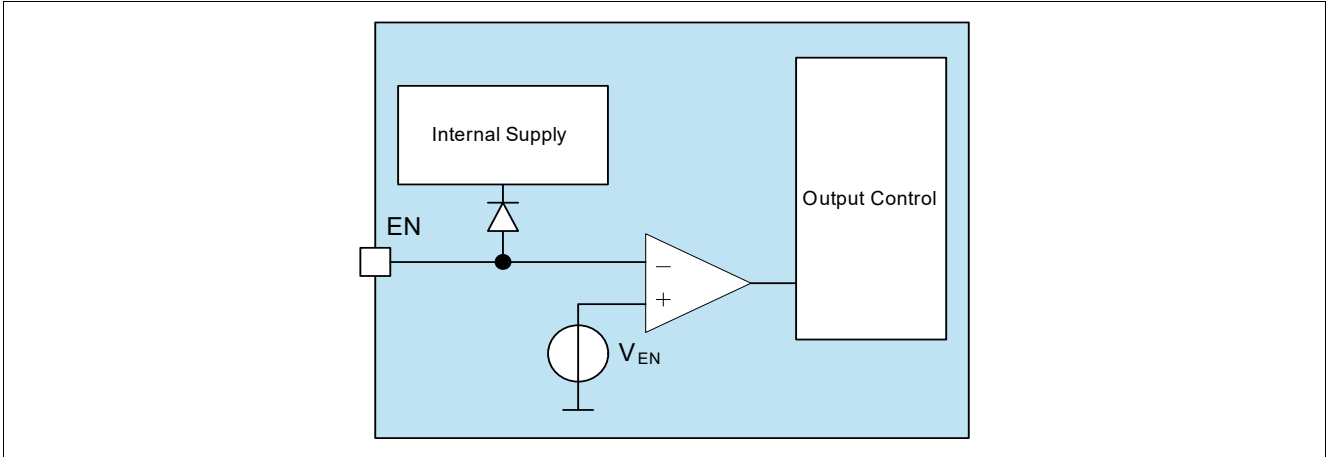 Internal Supply
Output Control
EN
−
+
VEN